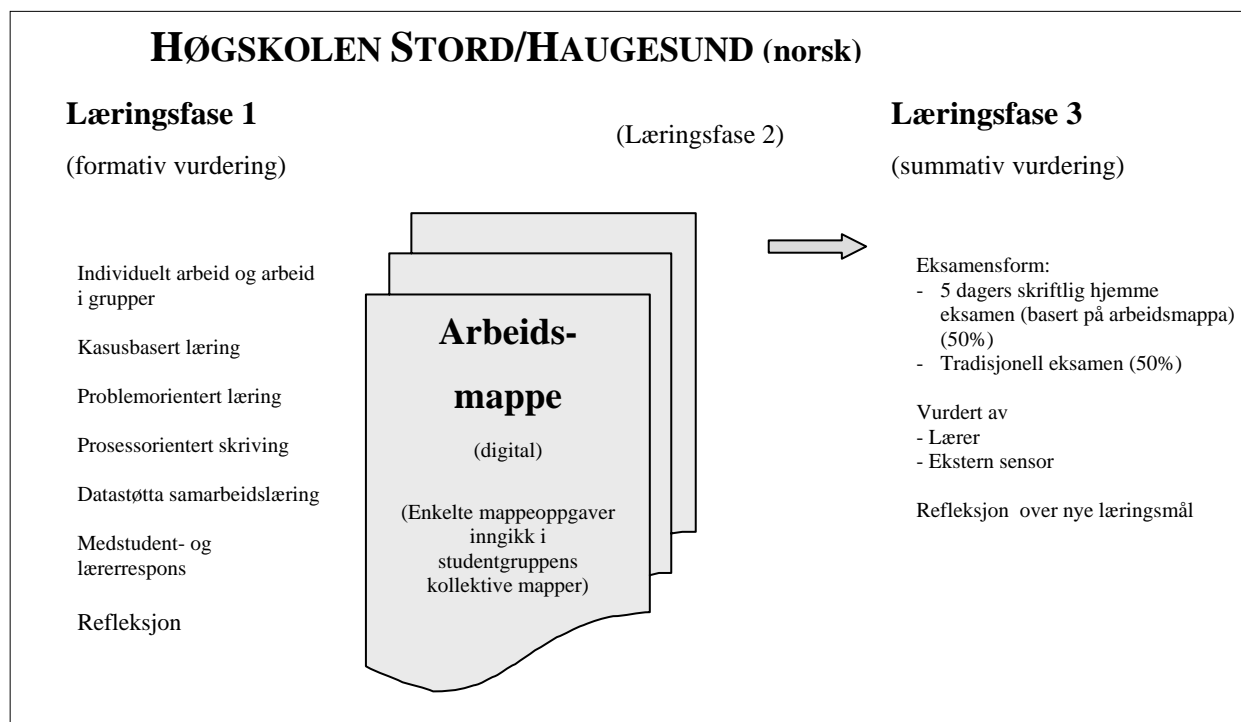 HØGSKOLEN STORD/HAUGESUND (norsk)
Læringsfase 1
(formativ vurdering)
Individuelt arbeid og arbeid
i grupper
Kasusbasert læring
Problemorientert læring
Prosessorientert skriving
Datastøtta samarbeidslæring
Medstudent- og
lærerrespons
Refleksjon
(Læringsfase 2)
Arbeids-
mappe
(digital)
(Enkelte mappeoppgaver
inngikk i
studentgruppens
kollektive mapper)
Læringsfase 3
(summativ vurdering)
Eksamensform:
- 5 dagers skriftlig hjemme
eksamen (basert på arbeidsmappa)
(50%)
- Tradisjonell eksamen (50%)
Vurdert av
- Lærer
- Ekstern sensor
Refleksjon over nye læringsmål